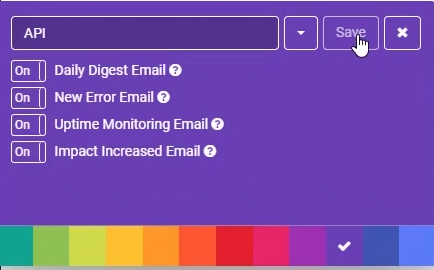 API
Save
On Daily Digest Email ?
On New Error Email ?
On Uptime Monitoring Email ?
On Impact Increased Email ?